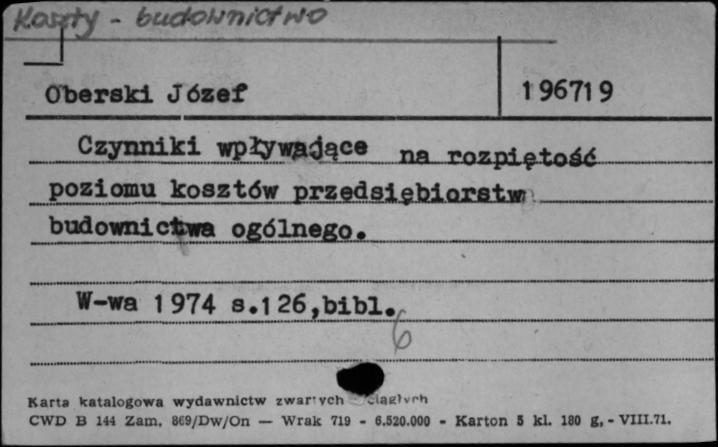 Koszty - budownictwo
Oberski Józef
196719
Czynniki wpływające na rozpiętość
poziomu kosztów przedsiębiorstw
budownictwa ogólnego.
W-wa 1974 s.126,bibl.
6
Karta katalogowa wydawnictw zwartych ciągłych
CWD B 144 Zam. 869/Dw/On — Wrak 719 - 6.520.000 - Karton 5 kl. 180 g, - VIII.71.